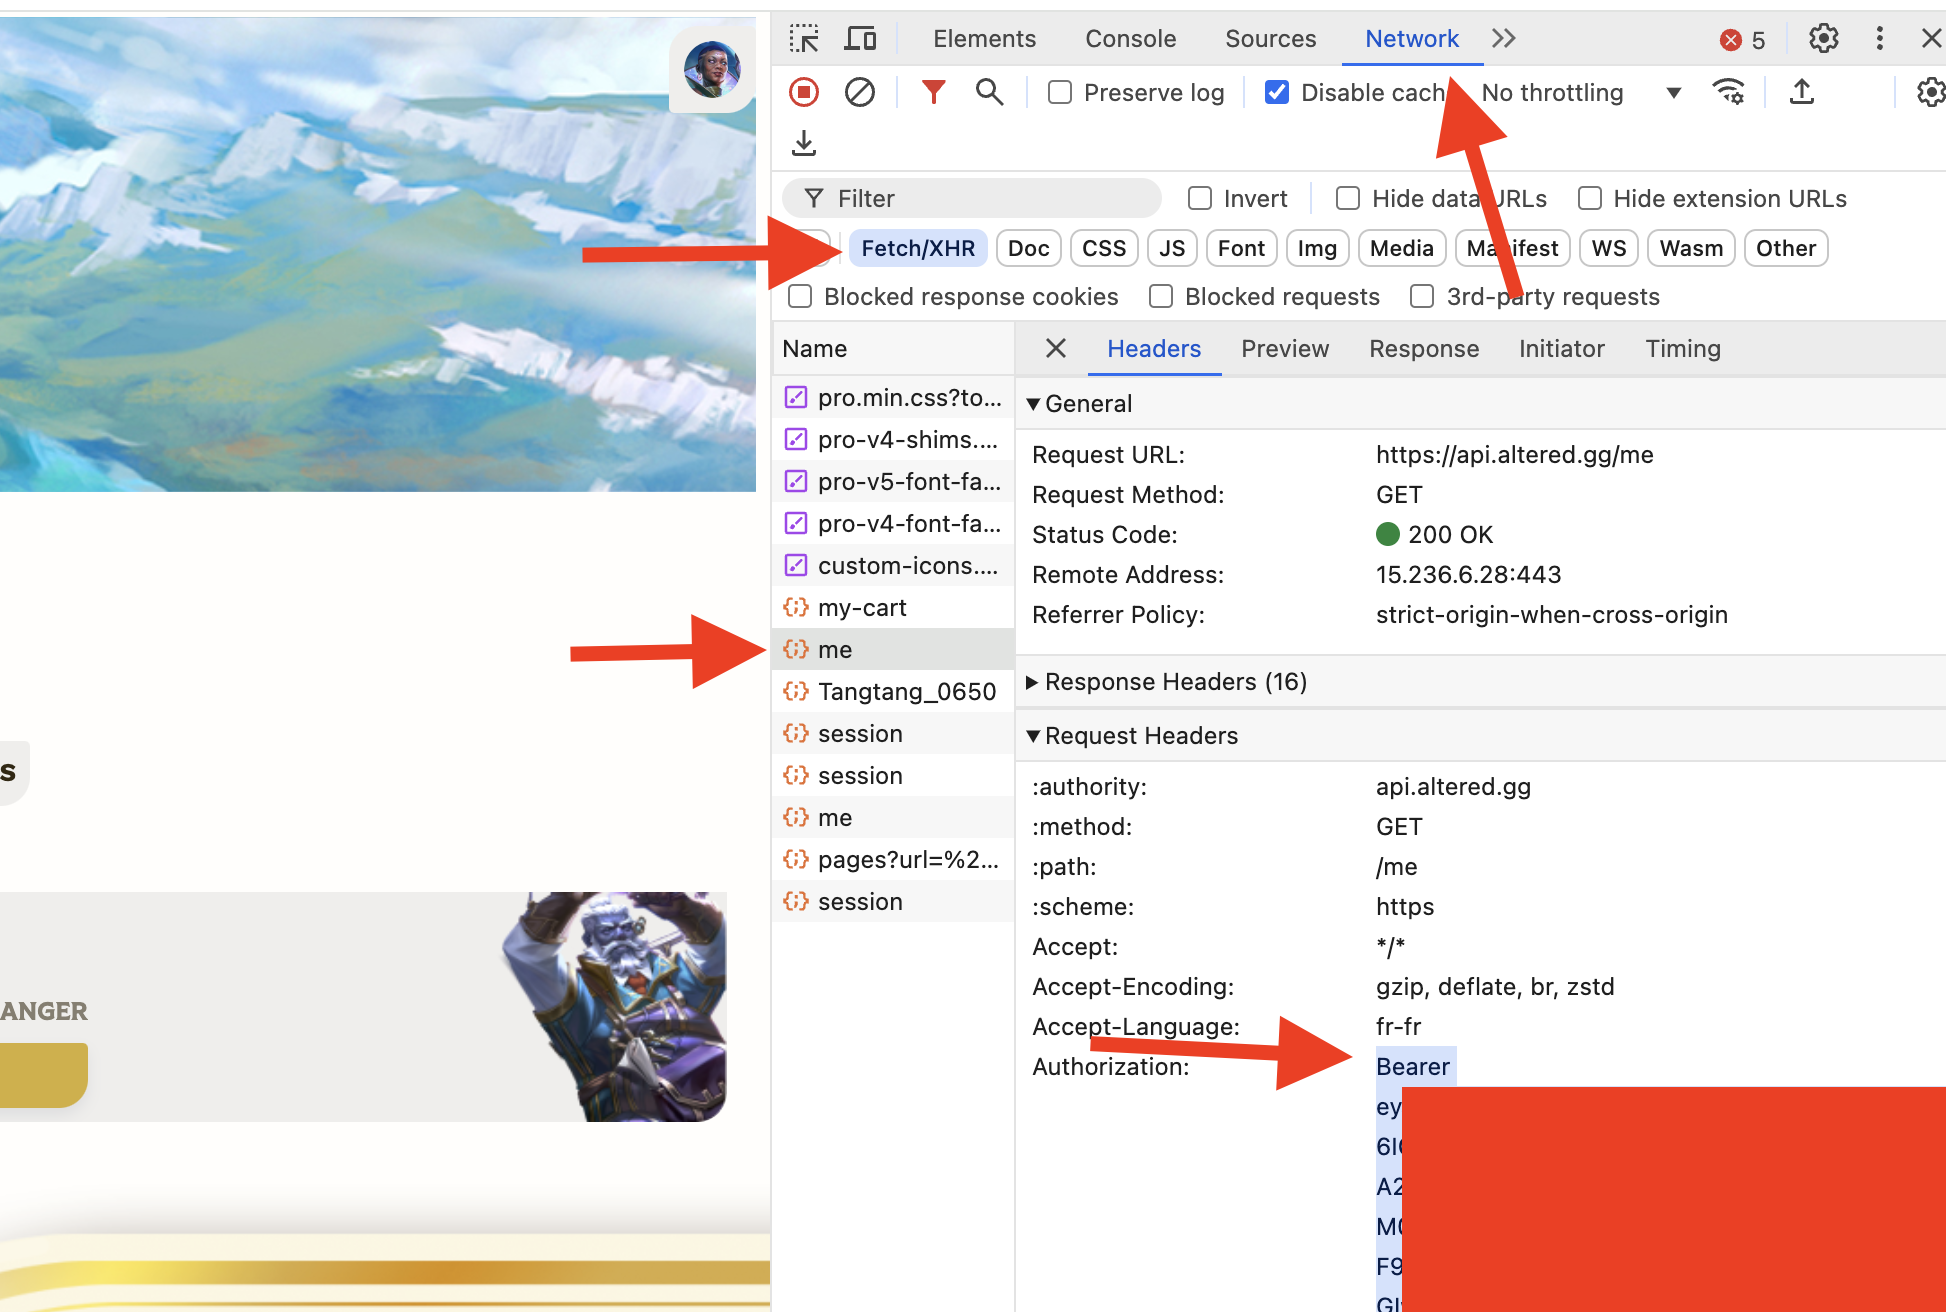 Elements Console Sources Network 5
Preserve log Disable cach No throttling
Filter Invert Hide data URLs Hide extension URLs
Fetch/XHR Doc CSS JS Font Img Media Manifest WS Wasm Other
Blocked response cookies Blocked requests 3rd-party requests
Name Headers Preview Response Initiator Timing
pro.min.css?to...
pro-v4-shims....
pro-v5-font-fa...
pro-v4-font-fa...
custom-icons....
my-cart
me
Tangtang_0650
session
session
me
pages?url=%2...
session
General
Request URL: https://api.altered.gg/me
Request Method: GET
Status Code: 200 OK
Remote Address: 15.236.6.28:443
Referrer Policy: strict-origin-when-cross-origin
Response Headers (16)
Request Headers
:authority: api.altered.gg
:method: GET
:path: /me
:scheme: https
Accept: */*
Accept-Encoding: gzip, deflate, br, zstd
Accept-Language: fr-fr
Authorization: Bearer
ey
6I
A2
M
F9
s
ANGER